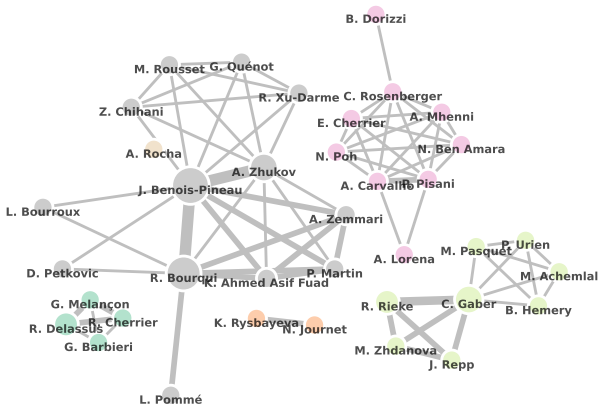 B. Dorizzi
M. Rousset
G. Quénot
R. Xu-Darme
C. Rosenberger
Z. Chihani
E. Cherrier
A. Mhenni
A. Rocha
N. Poh
N. Ben Amara
A. Zhukov
J. Benois-Pineau
A. Carvalho
R. Pisani
L. Bourroux
A. Zemmari
A. Lorena
P. Urien
M. Pasquet
D. Petkovic
R. Bourqui
K. Ahmed Asif Fuad
P. Martin
M. Achemlal
G. Melançon
R. Rieke
C. Gaber
B. Hemery
R. Delassus
R. Cherrier
K. Rysbayeva
N. Journet
G. Barbieri
M. Zhdanova
J. Repp
L. Pommé